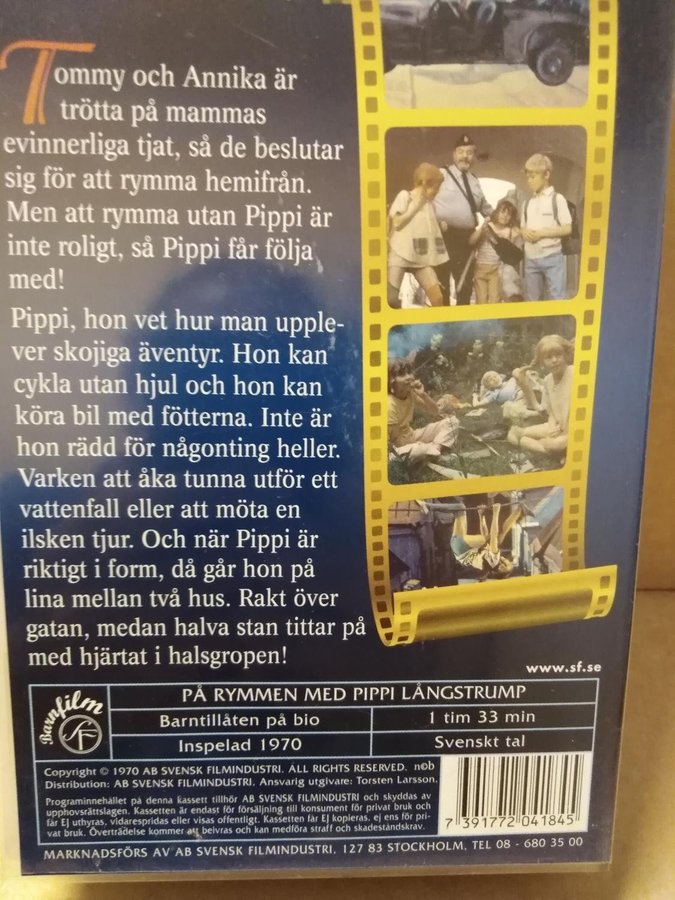 Tommy och Annika är
trötta på mammas
evinnerliga tjat, så de beslutar
sig för att rymma hemifrån.
Men att rymma utan Pippi är
inte roligt, så Pippi får följa
med!
Pippi, hon vet hur man upple-
ver skojiga äventyr. Hon kan
cykla utan hjul och hon kan
köra bil med fötterna. Inte är
hon rädd för någonting heller.
Varken att åka tunna utför ett
vattenfall eller att möta en
ilsken tjur. Och när Pippi är
riktigt i form, då går hon på
lina mellan två hus. Rakt över
gatan, medan halva stan tittar på
med hjärtat i halsgropen!
www.sf.se
Barnfilm
SF
PÅ RYMMEN MED PIPPI LÅNGSTRUMP
Barntillåten på bio 1 tim 33 min
Inspelad 1970 Svenskt tal
Copyright © 1970 AB SVENSK FILMINDUSTRI. ALL RIGHTS RESERVED. n©b
Distribution: AB SVENSK FILMINDUSTRI. Ansvarig utgivare: Torsten Larsson.
Programinnehållet på denna kassett tillhör AB SVENSK FILMINDUSTRI och skyddas av
upphovsrättslagen. Kassetten är endast för försäljning till konsument för privat bruk och
får EJ uthyras, vidarespridas eller visas offentligt. Kassetten får EJ kopieras, ej ens för pri-
vat bruk. Överträdelse kommer att beivras och kan medföra straff och skadeståndskrav.
7 391772 041845
MARKNADSFÖRS AV AB SVENSK FILMINDUSTRI, 127 83 STOCKHOLM, TEL 08 - 680 35 00